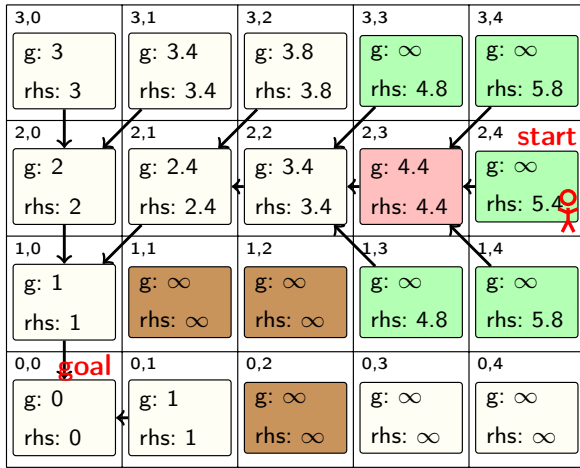 3,0 3,1 3,2 3,3 3,4
g: 3 g: 3.4 g: 3.8 g: ∞ g: ∞
rhs: 3 rhs: 3.4 rhs: 3.8 rhs: 4.8 rhs: 5.8
2,0 2,1 2,2 2,3 2,4
start
g: 2 g: 2.4 g: 3.4 g: 4.4 g: ∞
rhs: 2 rhs: 2.4 rhs: 3.4 rhs: 4.4 rhs: 5.4
1,0 1,1 1,2 1,3 1,4
g: 1 g: ∞ g: ∞ g: ∞ g: ∞
rhs: 1 rhs: ∞ rhs: ∞ rhs: 4.8 rhs: 5.8
0,0 0,1 0,2 0,3 0,4
goal
g: 0 g: 1 g: ∞ g: ∞ g: ∞
rhs: 0 rhs: 1 rhs: ∞ rhs: ∞ rhs: ∞